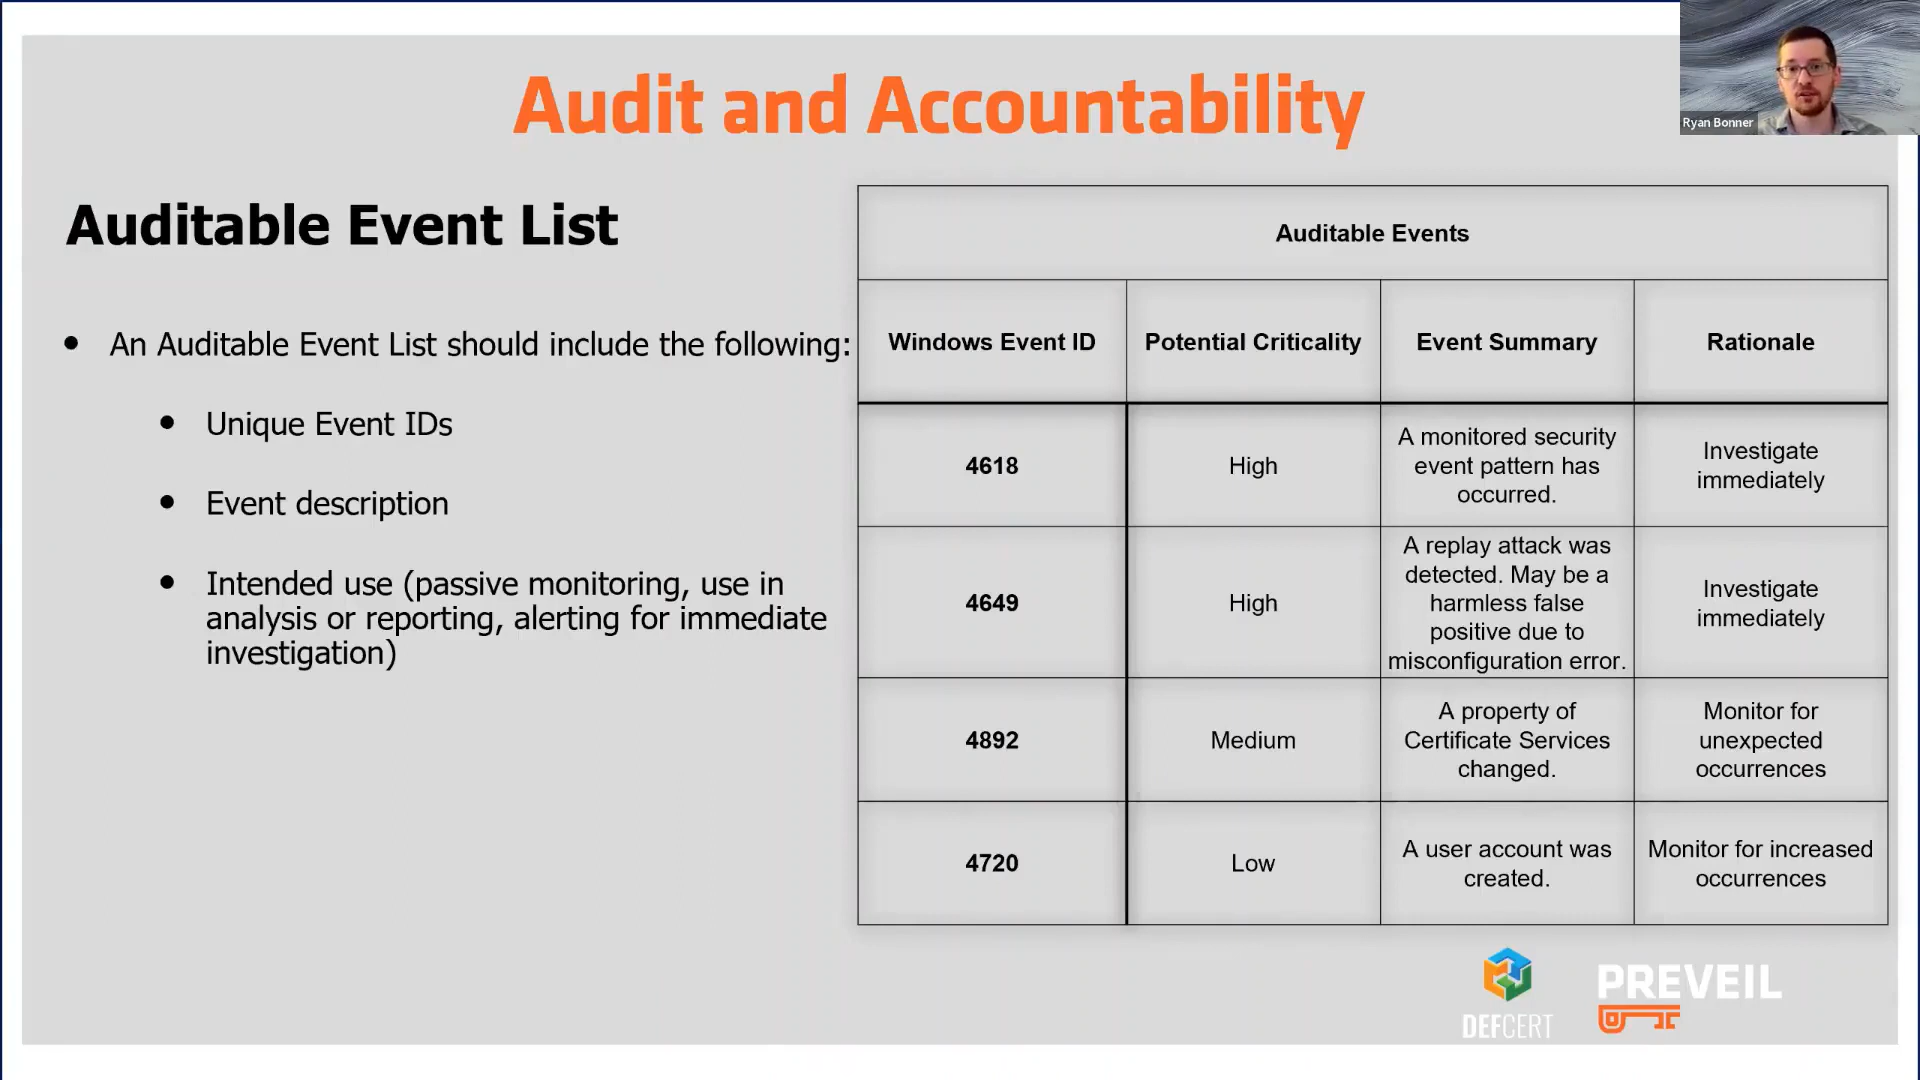 Audit and Accountability
Ryan Bonner
Auditable Event List
• An Auditable Event List should include the following:
• Unique Event IDs
• Event description
• Intended use (passive monitoring, use in
analysis or reporting, alerting for immediate
investigation)
Auditable Events
Windows Event ID
Potential Criticality
Event Summary
Rationale
4618
High
A monitored security
event pattern has
occurred.
Investigate
immediately
4649
High
A replay attack was
detected. May be a
harmless false
positive due to
misconfiguration error.
Investigate
immediately
4892
Medium
A property of
Certificate Services
changed.
Monitor for
unexpected
occurrences
4720
Low
A user account was
created.
Monitor for increased
occurrences
DEFCERT
PREVEIL